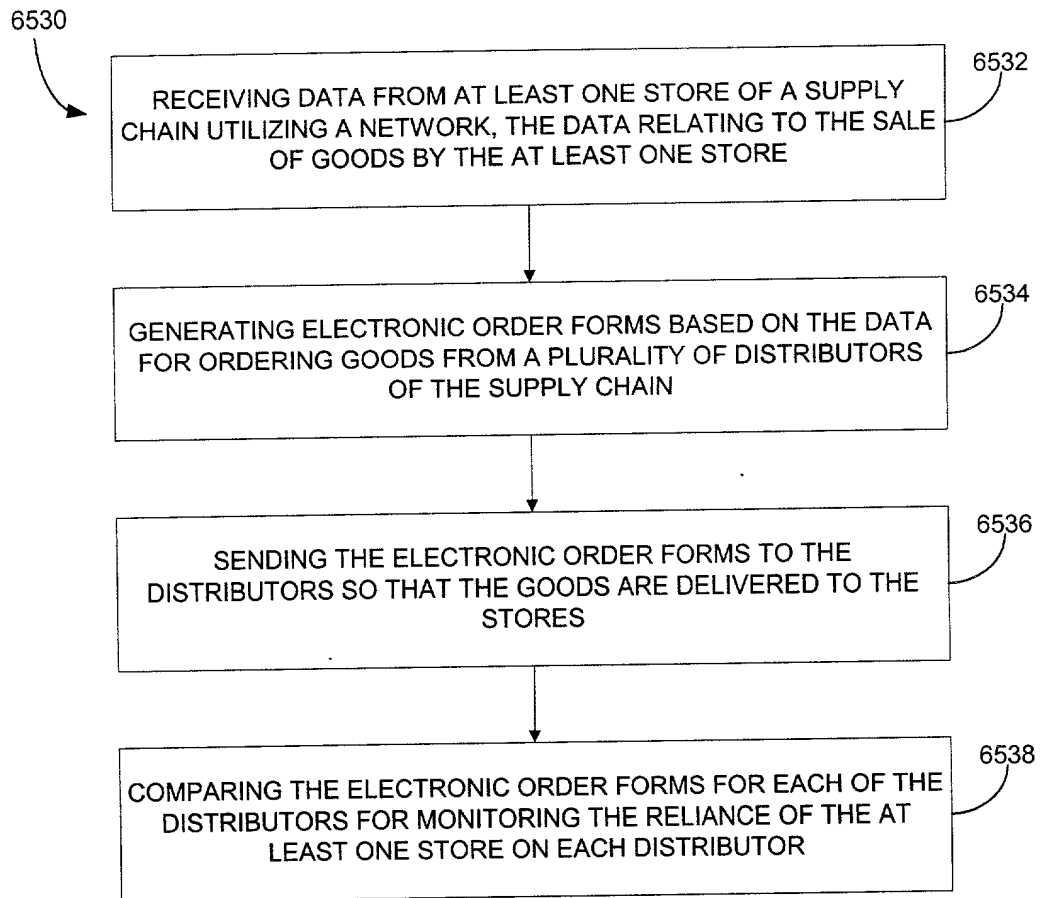 6530
6532
RECEIVING DATA FROM AT LEAST ONE STORE OF A SUPPLY
CHAIN UTILIZING A NETWORK, THE DATA RELATING TO THE SALE
OF GOODS BY THE AT LEAST ONE STORE
6534
GENERATING ELECTRONIC ORDER FORMS BASED ON THE DATA
FOR ORDERING GOODS FROM A PLURALITY OF DISTRIBUTORS
OF THE SUPPLY CHAIN
6536
SENDING THE ELECTRONIC ORDER FORMS TO THE
DISTRIBUTORS SO THAT THE GOODS ARE DELIVERED TO THE
STORES
6538
COMPARING THE ELECTRONIC ORDER FORMS FOR EACH OF THE
DISTRIBUTORS FOR MONITORING THE RELIANCE OF THE AT
LEAST ONE STORE ON EACH DISTRIBUTOR